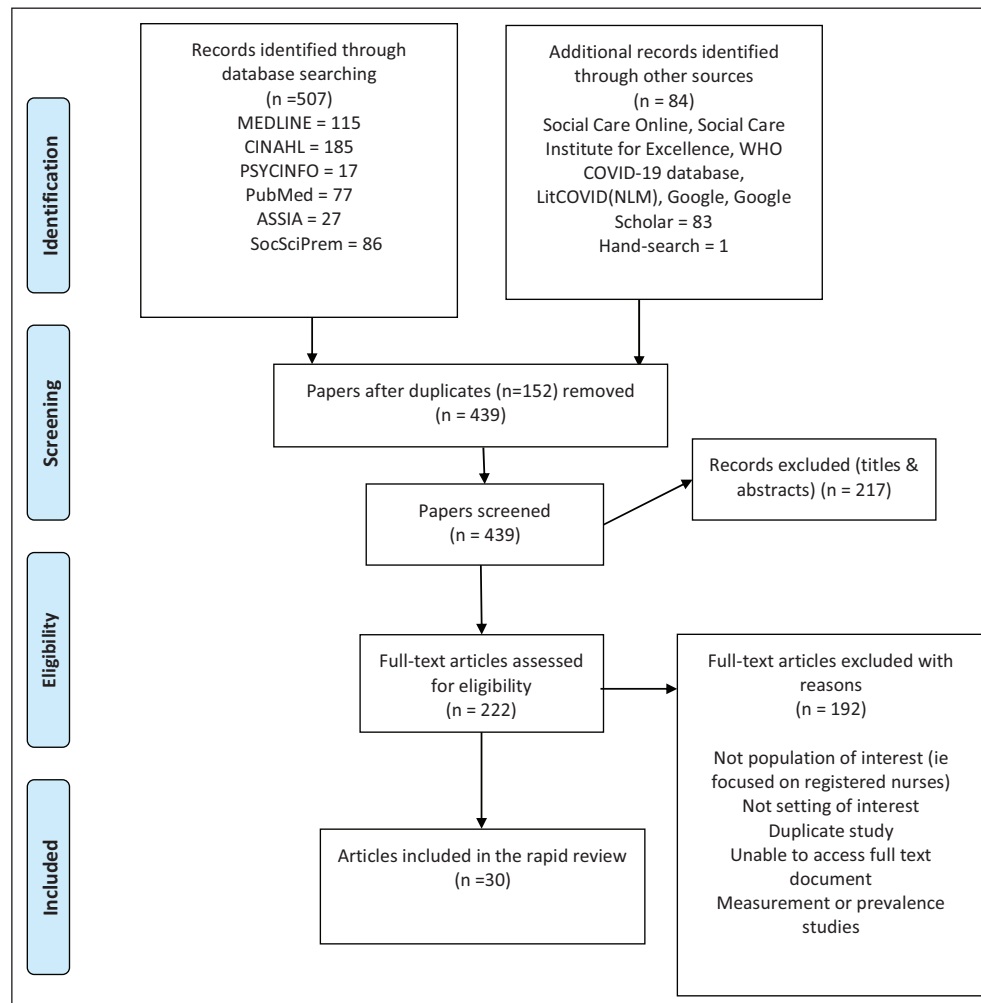 Identification
Records identified through
database searching
(n =507)
MEDLINE = 115
CINAHL = 185
PSYCINFO = 17
PubMed = 77
ASSIA = 27
SocSciPrem = 86
Additional records identified
through other sources
(n = 84)
Social Care Online, Social Care
Institute for Excellence, WHO
COVID-19 database,
LitCOVID(NLM), Google, Google
Scholar = 83
Hand-search = 1
Screening
Papers after duplicates (n=152) removed
(n = 439)
Papers screened
(n = 439)
Records excluded (titles &
abstracts) (n = 217)
Eligibility
Full-text articles assessed
for eligibility
(n = 222)
Full-text articles excluded with
reasons
(n = 192)
Not population of interest (ie
focused on registered nurses)
Not setting of interest
Duplicate study
Unable to access full text
document
Measurement or prevalence
studies
Included
Articles included in the rapid review
(n =30)